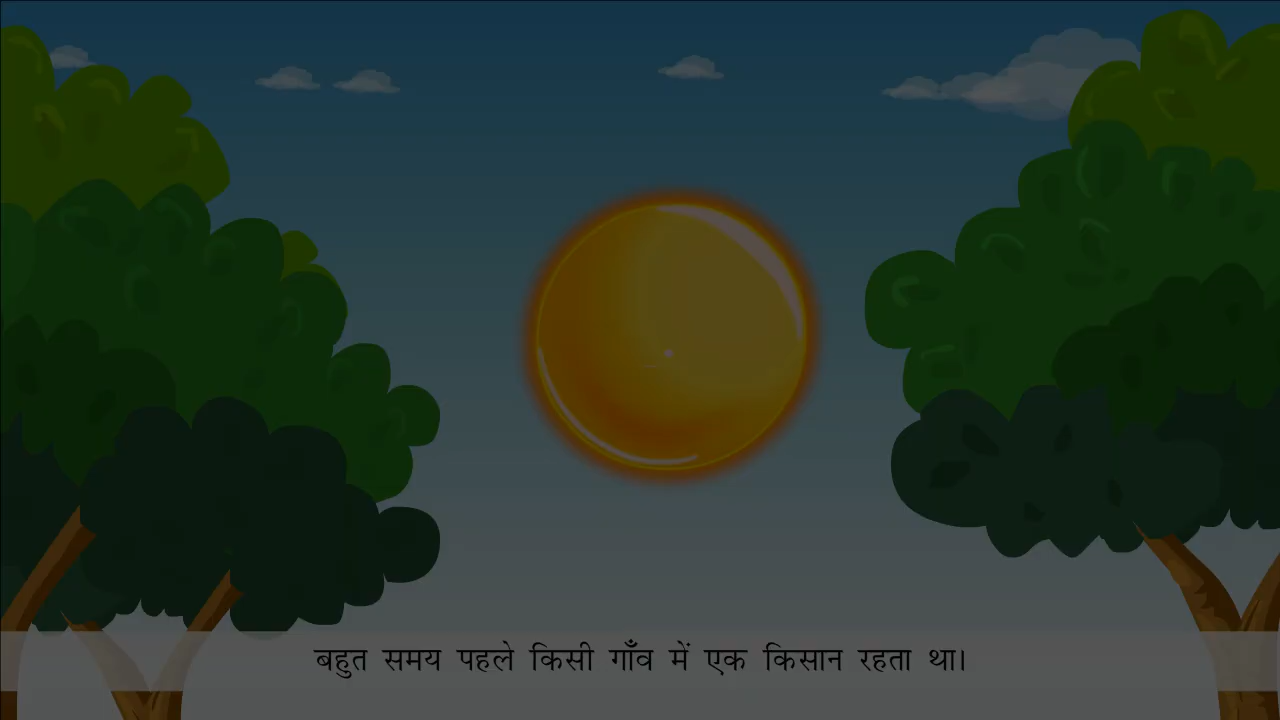 बहुत समय पहले किसी गाँव में एक किसान रहता था।